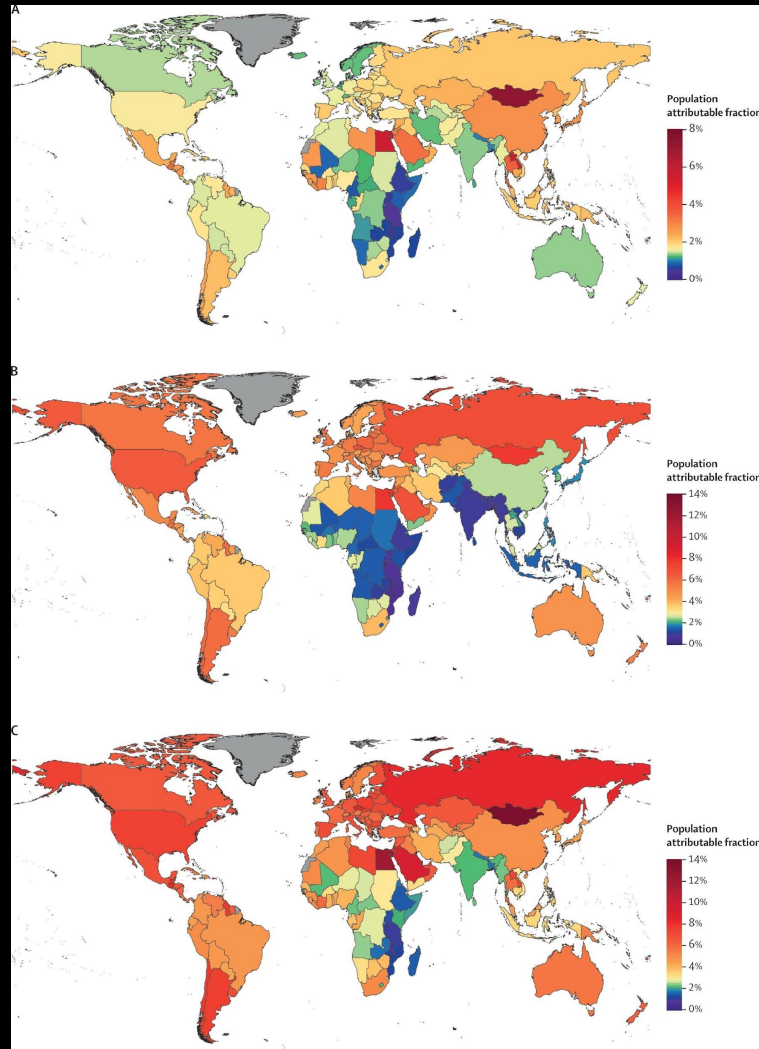 A
Population
attributable fraction
8%
6%
4%
2%
0%
B
Population
attributable fraction
14%
12%
10%
8%
6%
4%
2%
0%
C
Population
attributable fraction
14%
12%
10%
8%
6%
4%
2%
0%